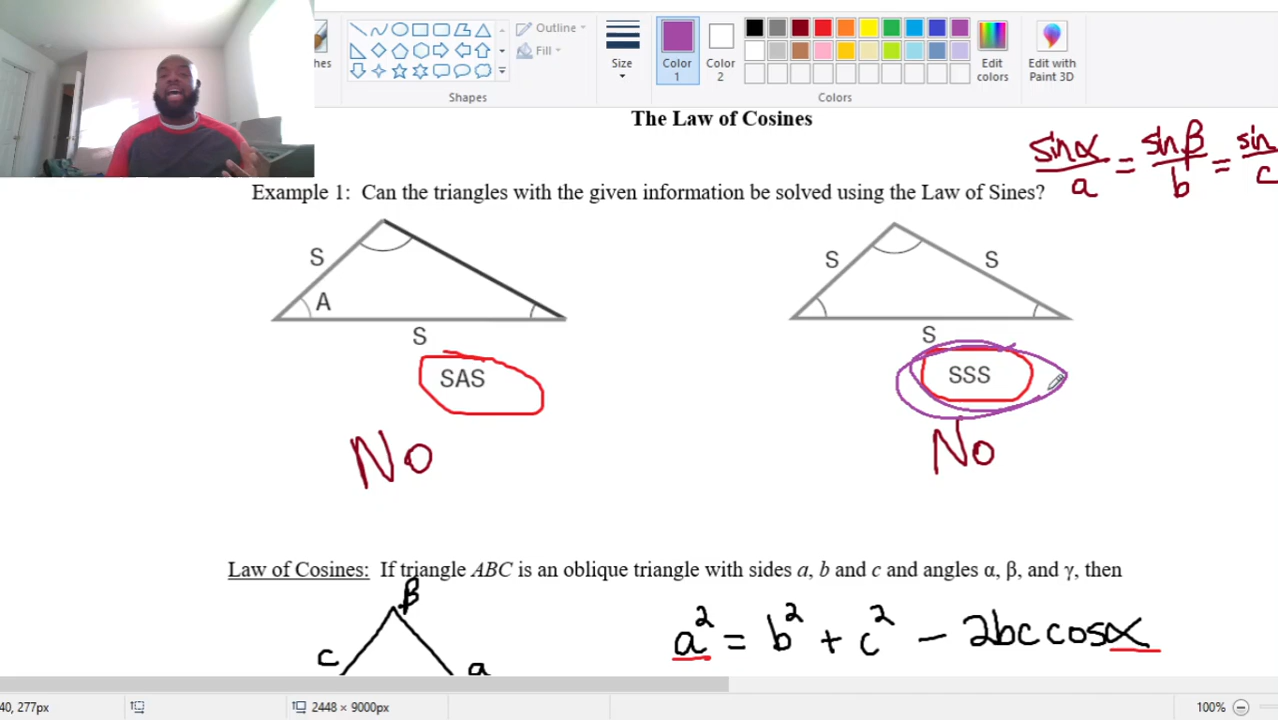 Outline
Fill
Size
Color 1
Color 2
Edit colors
Edit with Paint 3D
Shapes
Colors
The Law of Cosines
sinα/a = sinβ/b = sin/c
Example 1: Can the triangles with the given information be solved using the Law of Sines?
S
A
S
S
S
S
SAS
SSS
No
No
Law of Cosines: If triangle ABC is an oblique triangle with sides a, b and c and angles α, β, and γ, then
β
c
a
a² = b² + c² − 2bc cosα
40, 277px
2448 × 9000px
100%